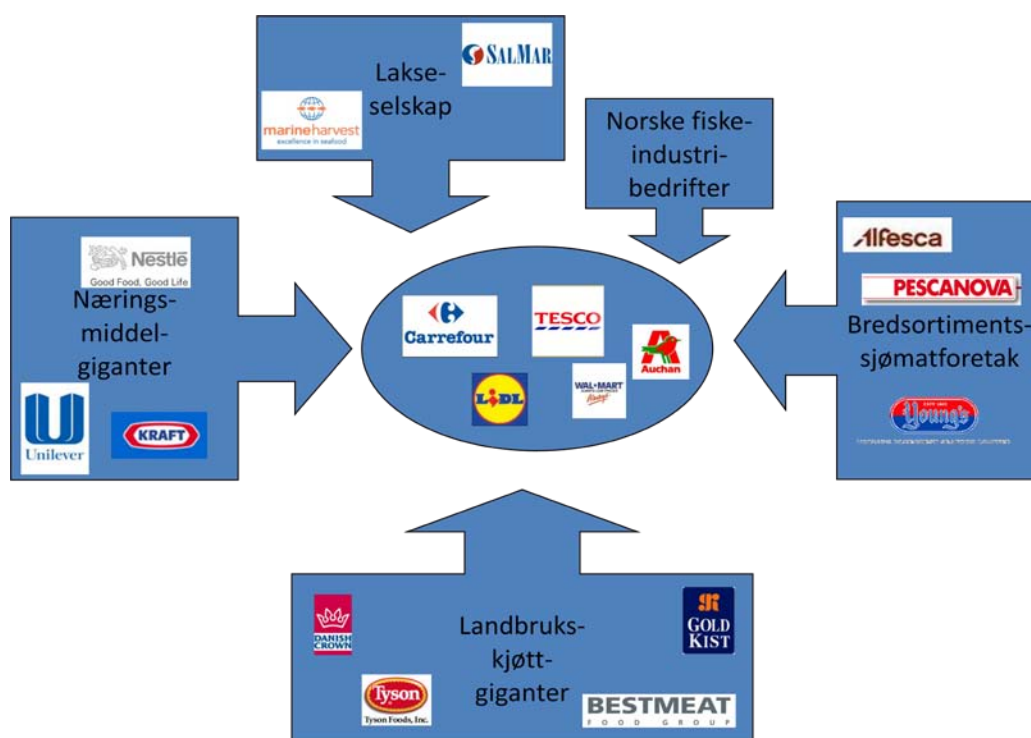 SALMAR
Lakse-
selskap
marineharvest
excellence in seafood
Norske fiske-
industri-
bedrifter
Nestlé
Good Food, Good Life
Nærings-
middel-
giganter
Unilever
KRAFT
Carrefour
TESCO
Auchan
LiDL
WAL★MART
Always
Alfesca
PESCANOVA
Bredsortiments-
sjømatforetak
Young's
DANISH
CROWN
Landbruks-
kjøtt-
giganter
GOLD
KIST
Tyson
Tyson Foods, Inc.
BESTMEAT
FOOD GROUP